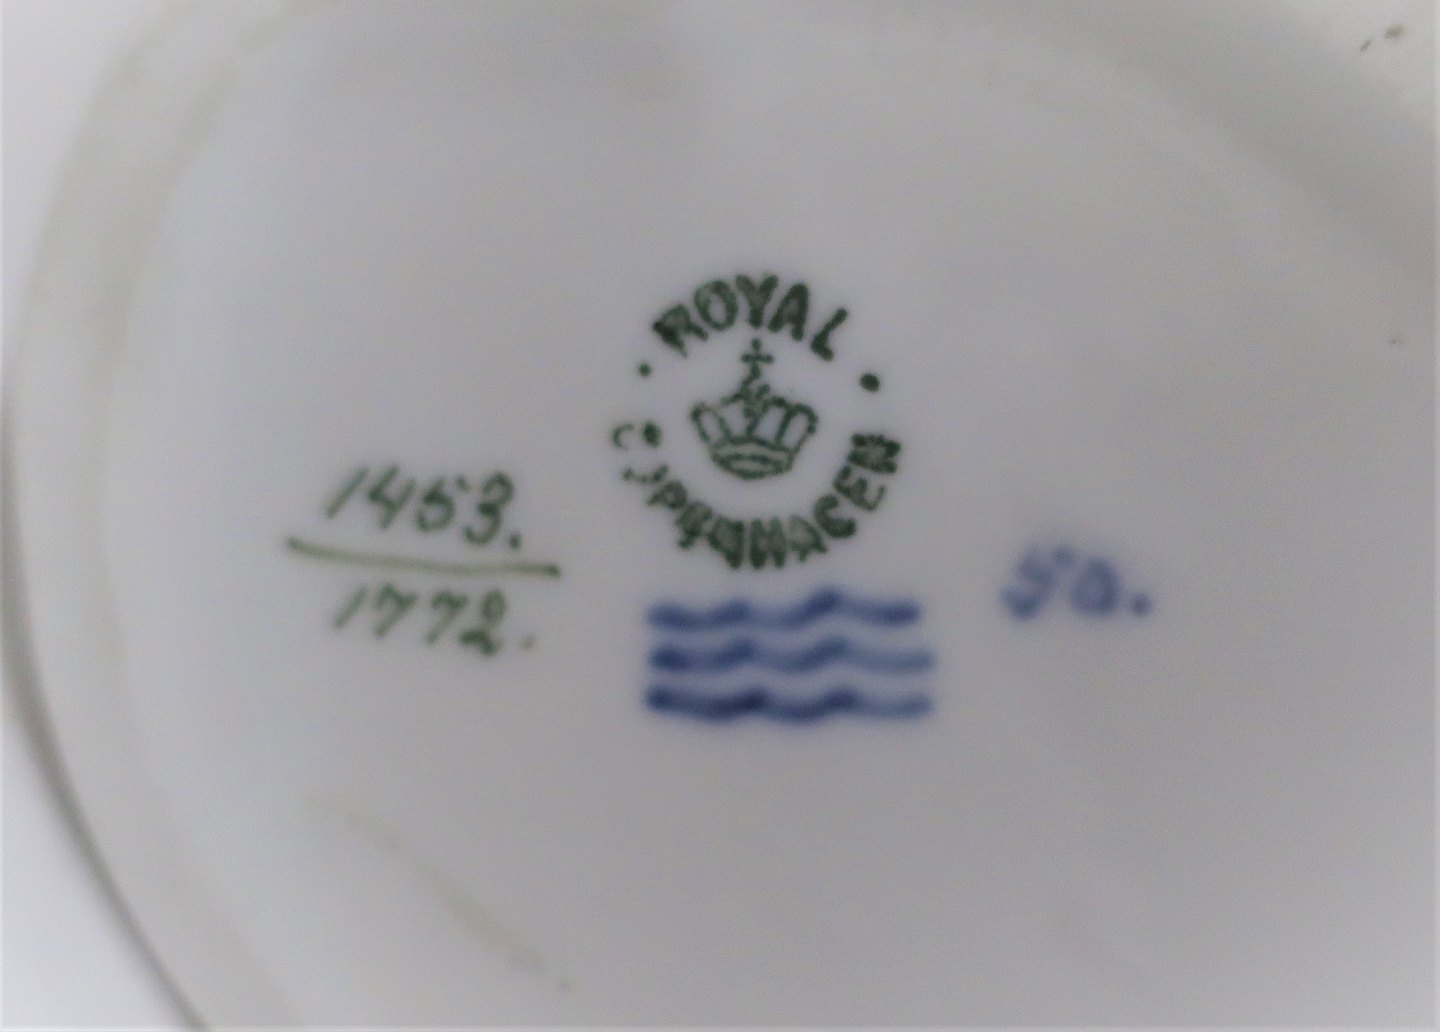 ROYAL
COPENHAGEN
1453.
1772.
50.